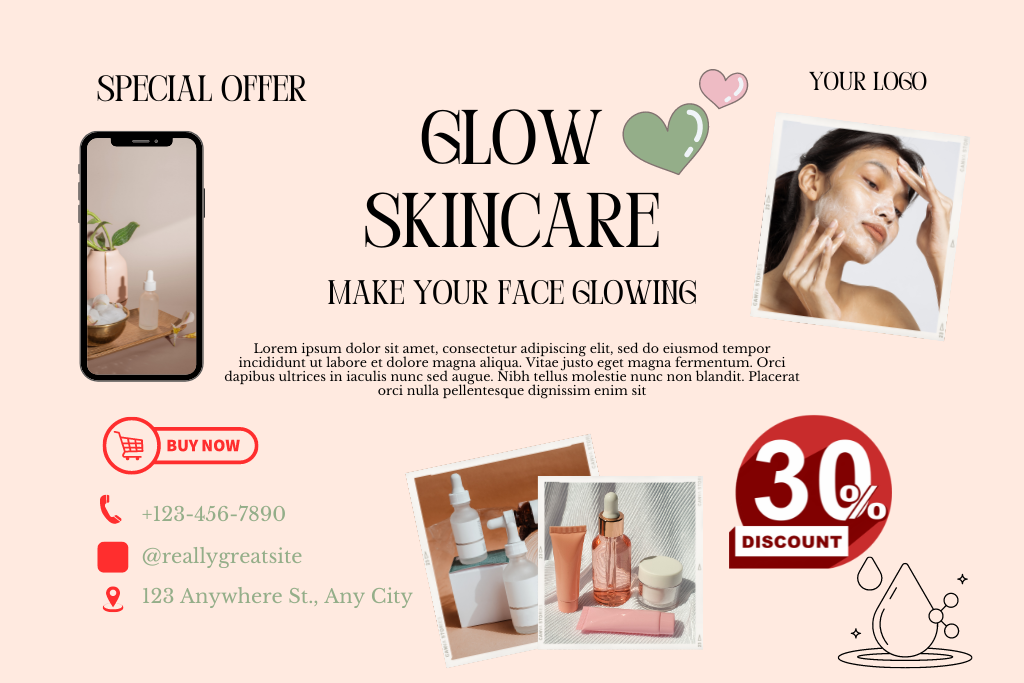 SPECIAL OFFER
YOUR LOGO
GLOW
SKINCARE
MAKE YOUR FACE GLOWING
Lorem ipsum dolor sit amet, consectetur adipiscing elit, sed do eiusmod tempor
incididunt ut labore et dolore magna aliqua. Vitae justo eget magna fermentum. Orci
dapibus ultrices in iaculis nunc sed augue. Nibh tellus molestie nunc non blandit. Placerat
orci nulla pellentesque dignissim enim sit
BUY NOW
+123-456-7890
@reallygreatsite
123 Anywhere St., Any City
30%
DISCOUNT